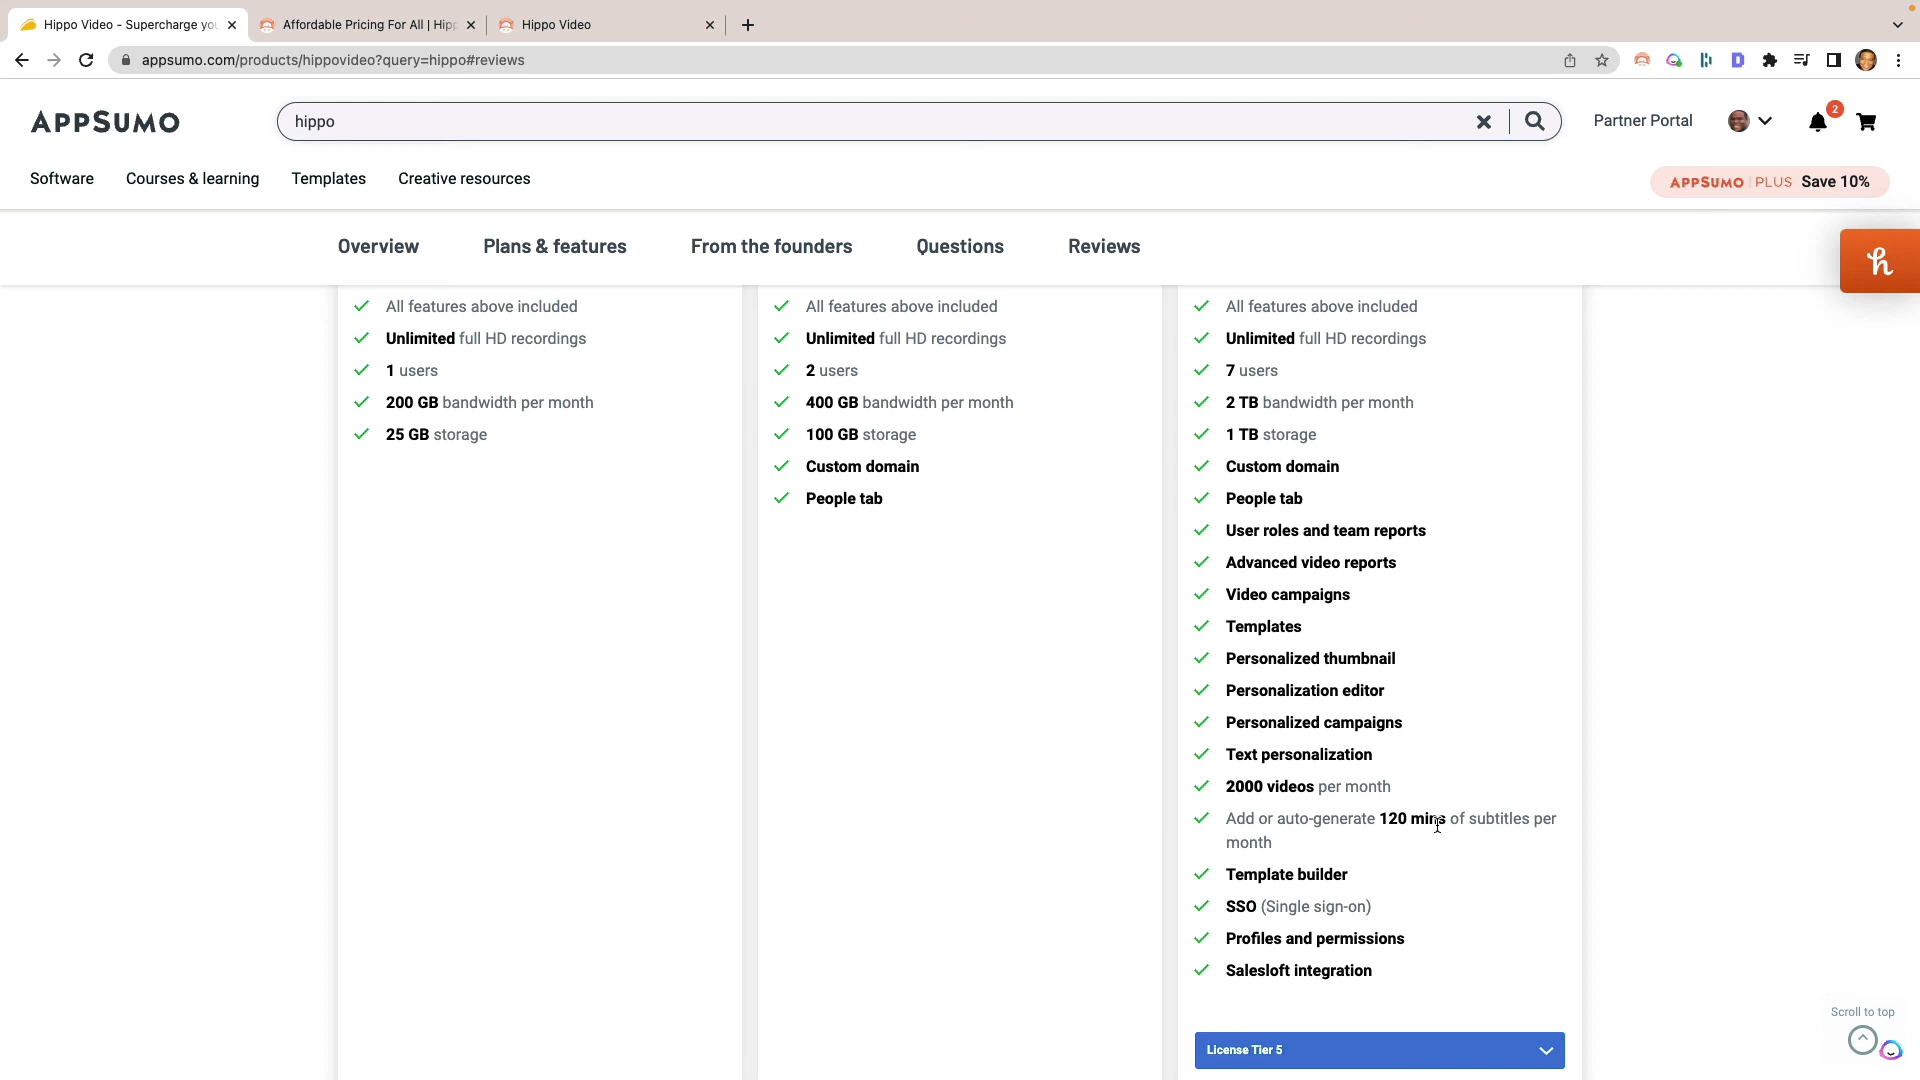 Hippo Video - Supercharge you
Affordable Pricing For All | Hipp
Hippo Video
appsumo.com/products/hippovideo?query=hippo#reviews
APPSUMO
hippo
Partner Portal
2
Software
Courses & learning
Templates
Creative resources
APPSUMO | PLUS Save 10%
Overview
Plans & features
From the founders
Questions
Reviews
h
All features above included
Unlimited full HD recordings
1 users
200 GB bandwidth per month
25 GB storage
All features above included
Unlimited full HD recordings
2 users
400 GB bandwidth per month
100 GB storage
Custom domain
People tab
All features above included
Unlimited full HD recordings
7 users
2 TB bandwidth per month
1 TB storage
Custom domain
People tab
User roles and team reports
Advanced video reports
Video campaigns
Templates
Personalized thumbnail
Personalization editor
Personalized campaigns
Text personalization
2000 videos per month
Add or auto-generate 120 mins of subtitles per
month
Template builder
SSO (Single sign-on)
Profiles and permissions
Salesloft integration
License Tier 5
Scroll to top